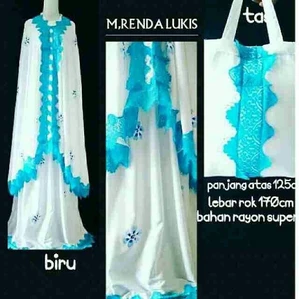 M.RENDA LUKIS
tas
panjang atas 125c
lebar rok 170cm
bahan rayon super
biru